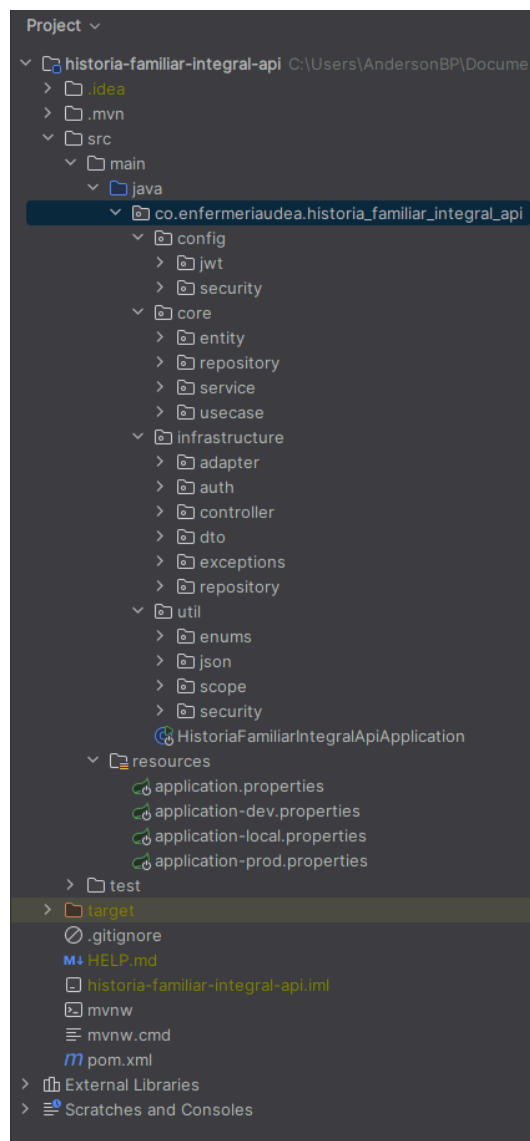 Project
historia-familiar-integral-api C:\Users\AndersonBP\Docume
.idea
.mvn
src
main
java
co.enfermeriaudea.historia_familiar_integral_api
config
jwt
security
core
entity
repository
service
usecase
infrastructure
adapter
auth
controller
dto
exceptions
repository
util
enums
json
scope
security
HistoriaFamiliarIntegralApiApplication
resources
application.properties
application-dev.properties
application-local.properties
application-prod.properties
test
target
.gitignore
M↓ HELP.md
historia-familiar-integral-api.iml
mvnw
mvnw.cmd
m pom.xml
External Libraries
Scratches and Consoles